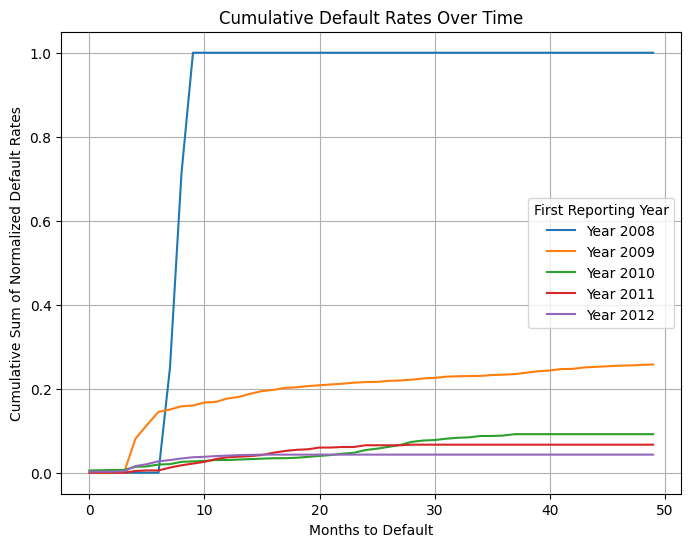 Cumulative Default Rates Over Time
Cumulative Sum of Normalized Default Rates
1.0
0.8
0.6
0.4
0.2
0.0
First Reporting Year
Year 2008
Year 2009
Year 2010
Year 2011
Year 2012
0
10
20
30
40
50
Months to Default